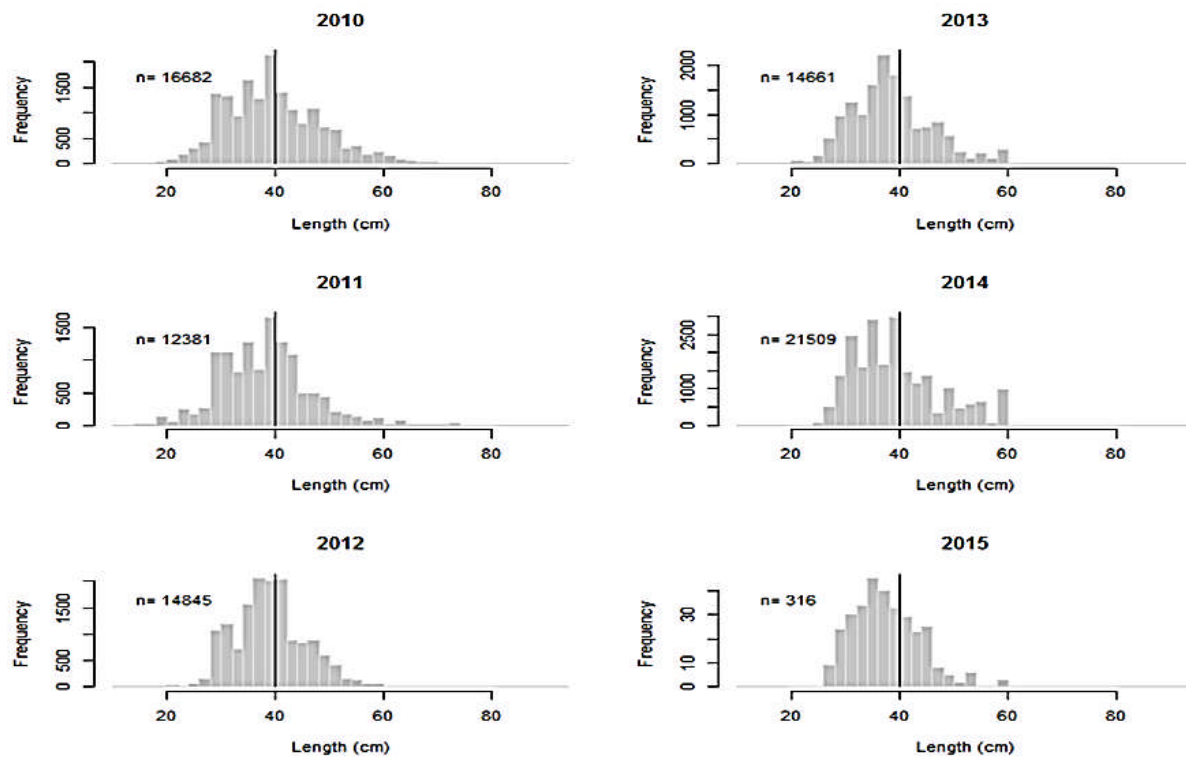 2010
n= 16682
Frequency
0 500 1500
20 40 60 80
Length (cm)
2013
n= 14661
Frequency
0 1000 2000
20 40 60 80
Length (cm)
2011
n= 12381
Frequency
0 500 1500
20 40 60 80
Length (cm)
2014
n= 21509
Frequency
0 1000 2500
20 40 60 80
Length (cm)
2012
n= 14845
Frequency
0 500 1500
20 40 60 80
Length (cm)
2015
n= 316
Frequency
0 10 30
20 40 60 80
Length (cm)